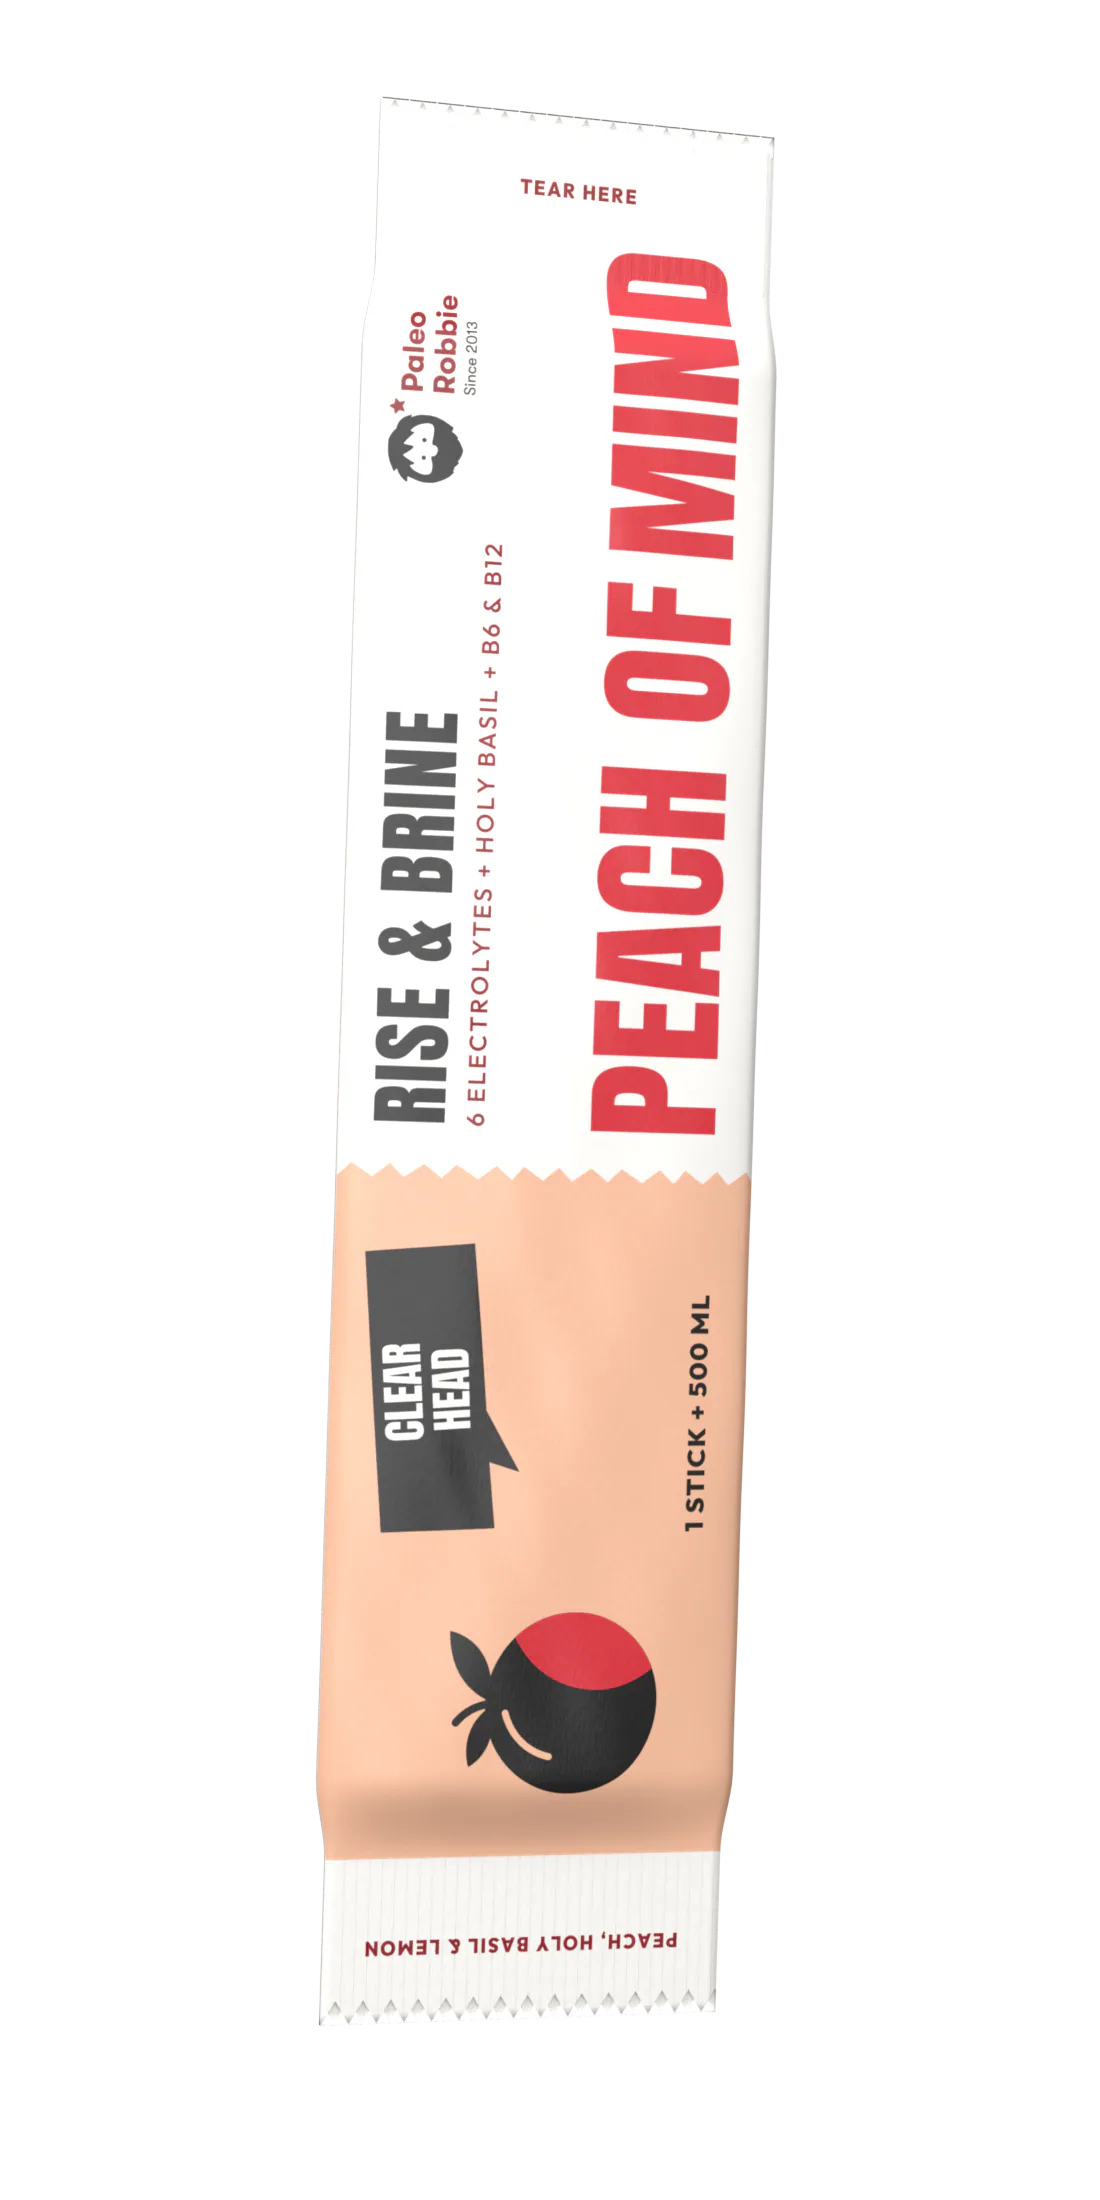 TEAR HERE
Paleo
Robbie
Since 2013
RISE & BRINE
6 ELECTROLYTES + HOLY BASIL + B6 & B12
PEACH OF MIND
CLEAR
HEAD
1 STICK + 500 ML
PEACH, HOLY BASIL & LEMON